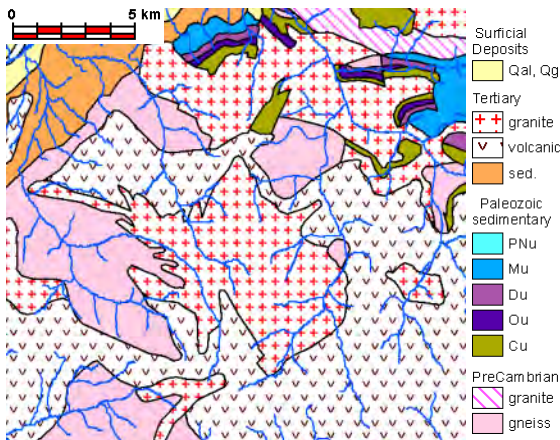 0 5 km
Surficial
Deposits
Qal, Qg
Tertiary
granite
volcanic
sed.
Paleozoic
sedimentary
PNu
Mu
Du
Ou
Cu
PreCambrian
granite
gneiss